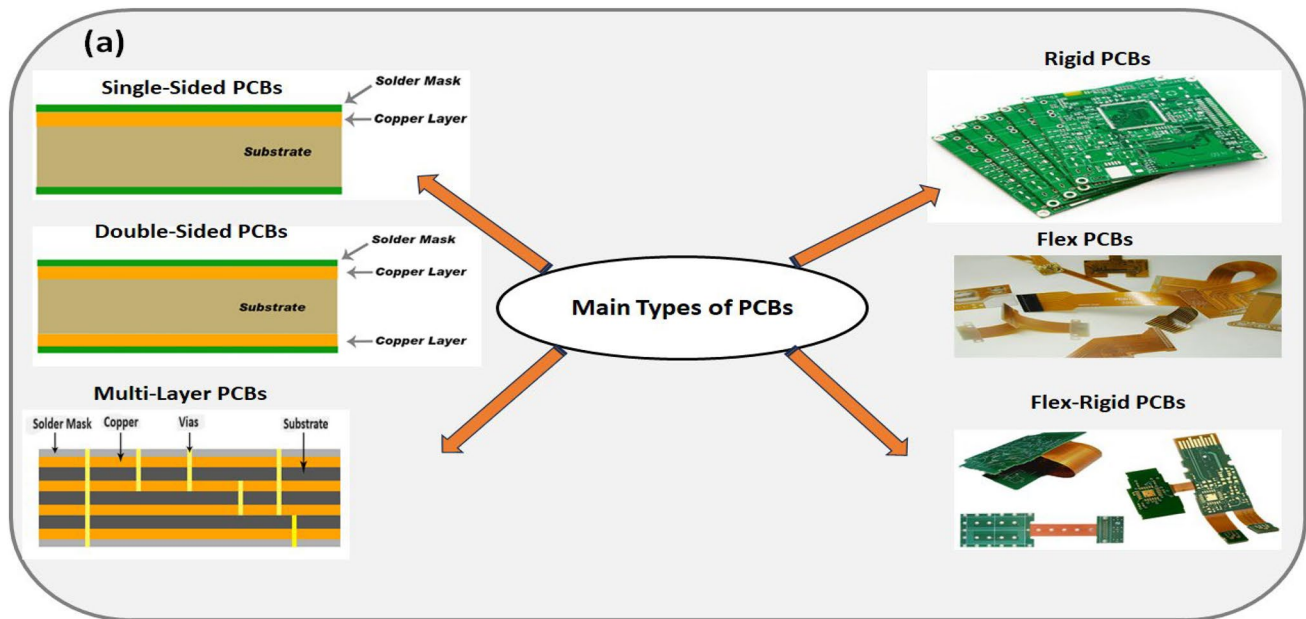 (a)
Single-Sided PCBs
Solder Mask
Copper Layer
Substrate
Double-Sided PCBs
Solder Mask
Copper Layer
Substrate
Copper Layer
Multi-Layer PCBs
Solder Mask Copper Vias Substrate
Main Types of PCBs
Rigid PCBs
Flex PCBs
Flex-Rigid PCBs